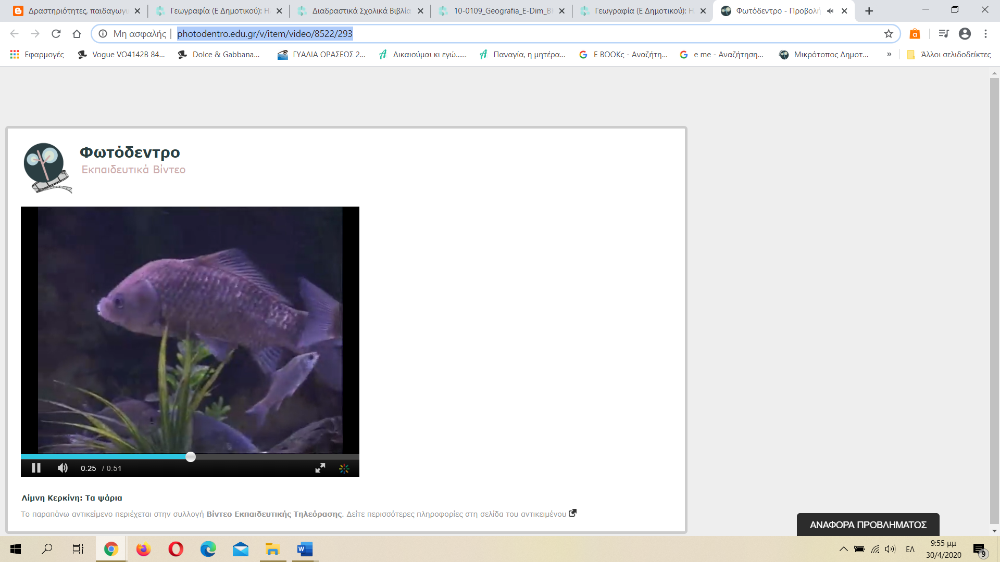 Δραστηριότητες, παιδαγωγι
Γεωγραφία (Ε Δημοτικού): Ηλ
Διαδραστικά Σχολικά Βιβλία
10-0109_Geografia_E-Dim_BI
Γεωγραφία (Ε Δημοτικού): Ηλ
Φωτόδεντρο - Προβολή
Μη ασφαλής | photodentro.edu.gr/v/item/video/8522/293
Εφαρμογές
Vogue VO4142B 84...
Dolce & Gabbana...
ΓΥΑΛΙΑ ΟΡΑΣΕΩΣ 2...
Δικαιούμαι κι εγώ......
Παναγία, η μητέρα...
E BOOKς - Αναζήτη...
e me - Αναζήτηση...
Μικρότοπος Δημοτ...
»
Άλλοι σελιδοδείκτες
Φωτόδεντρο
Εκπαιδευτικά Βίντεο
0:25 / 0:51
Λίμνη Κερκίνη: Τα ψάρια
Το παραπάνω αντικείμενο περιέχεται στην συλλογή Βίντεο Εκπαιδευτικής Τηλεόρασης. Δείτε περισσότερες πληροφορίες στη σελίδα του αντικειμένου
ΑΝΑΦΟΡΑ ΠΡΟΒΛΗΜΑΤΟΣ
ΕΛ
9:55 μμ
30/4/2020
9